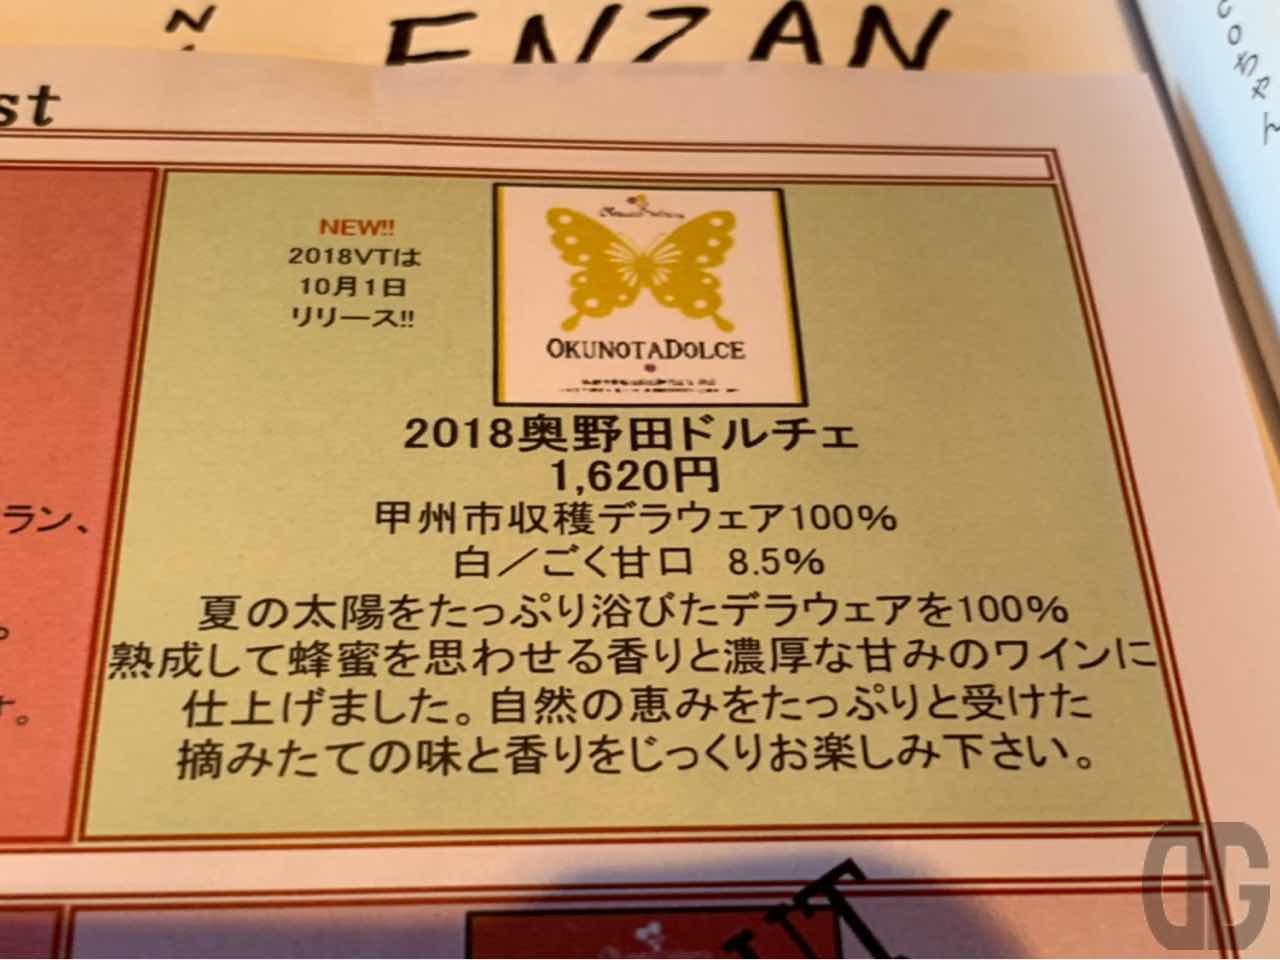 ENZAN
こちゃん
st
NEW!!
2018VTは
10月1日
リリース!!
OKUNOTADOLCE
2018奥野田ドルチェ
1,620円
甲州市収穫デラウェア100%
白／ごく甘口 8.5%
夏の太陽をたっぷり浴びたデラウェアを100%
熟成して蜂蜜を思わせる香りと濃厚な甘みのワインに
仕上げました。自然の恵みをたっぷりと受けた
摘みたての味と香りをじっくりお楽しみ下さい。
ラン、
。
す。
UT
DG